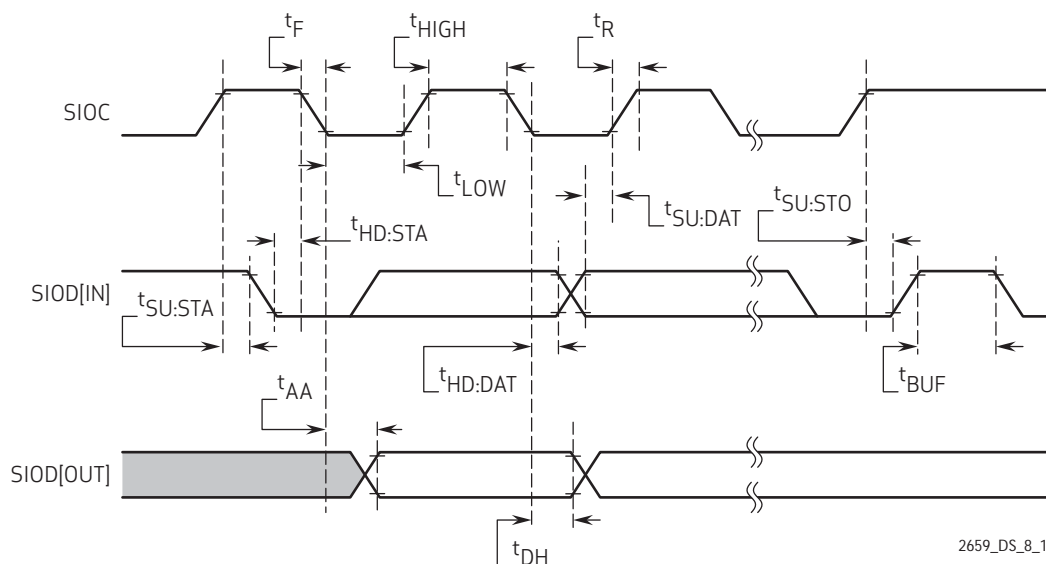 tF
tHIGH
tR
SIOC
tLOW
tSU:DAT
tSU:STO
tHD:STA
SIOD[IN]
tSU:STA
tHD:DAT
tBUF
tAA
SIOD[OUT]
tDH
2659_DS_8_1